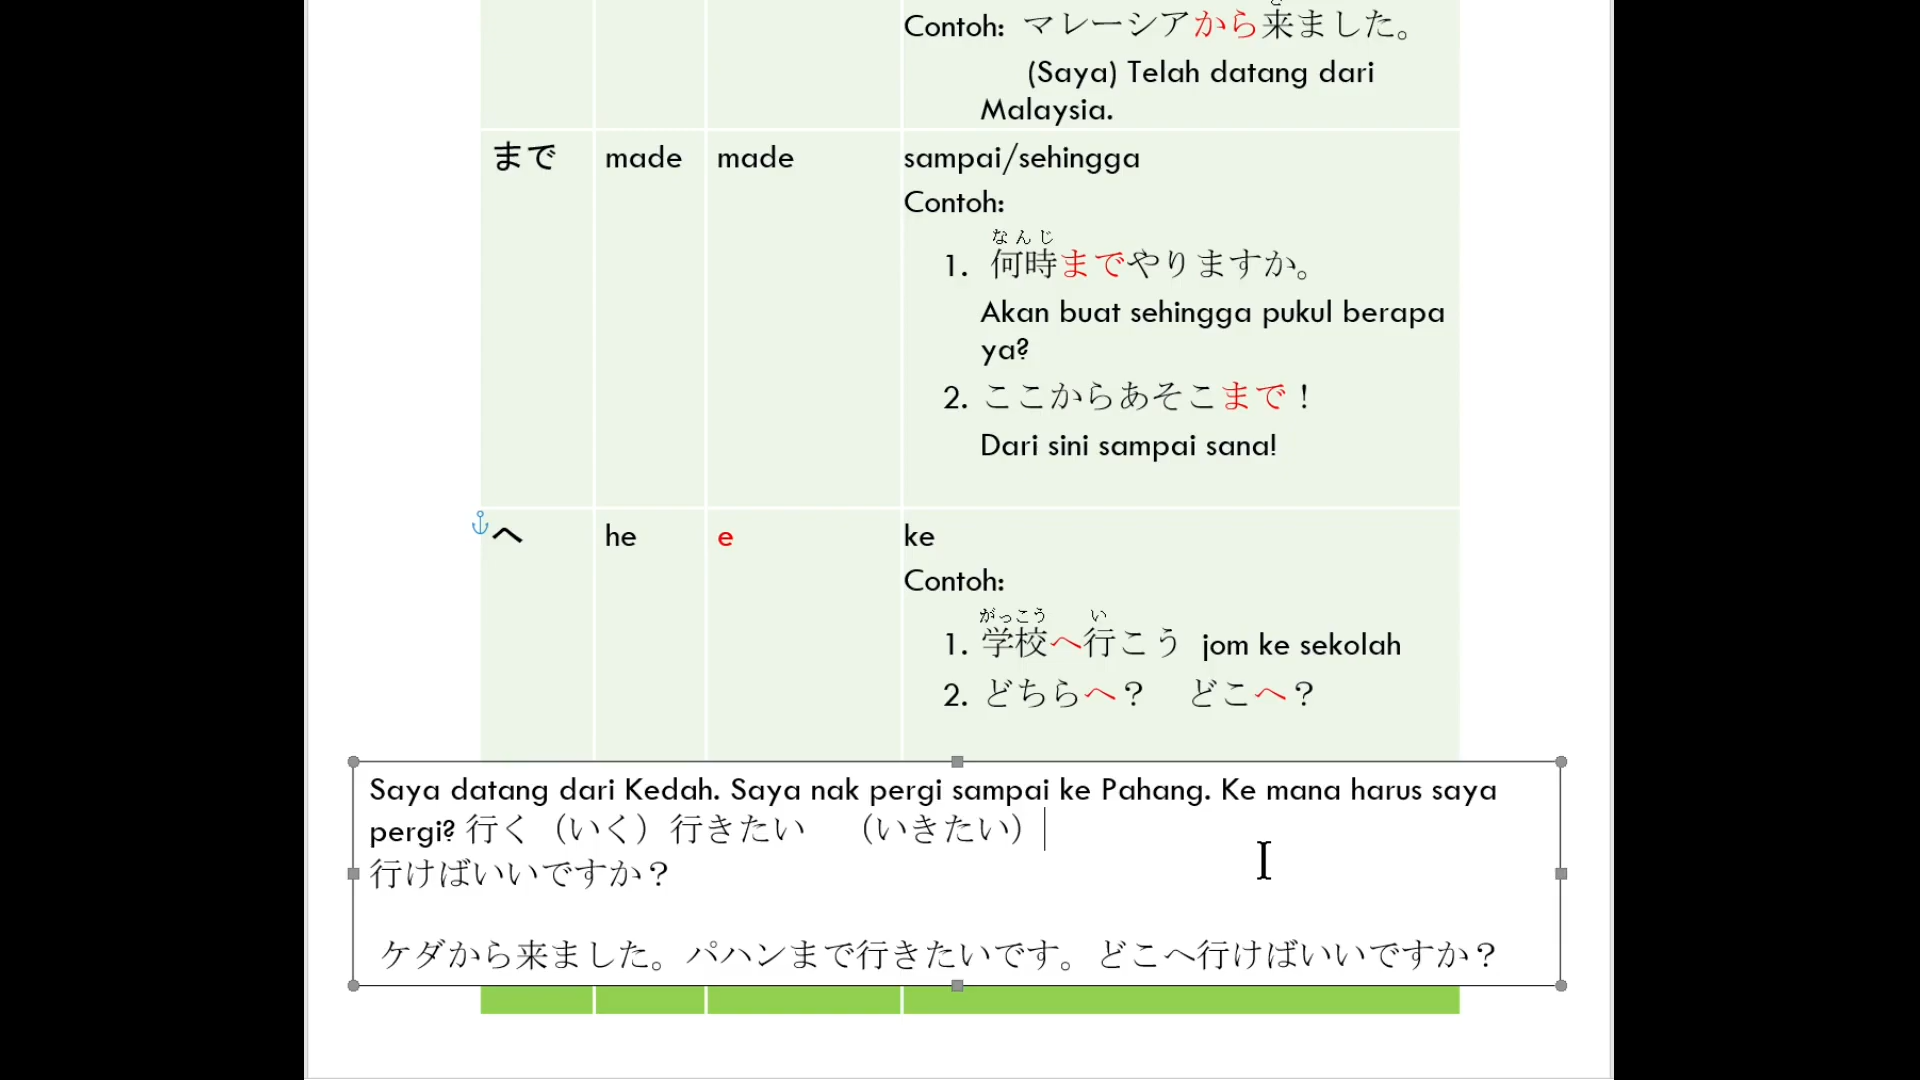 Contoh: マレーシアから来ました。
(Saya) Telah datang dari
Malaysia.
まで made made sampai/sehingga
Contoh:
なんじ
1. 何時までやりますか。
Akan buat sehingga pukul berapa
ya?
2. ここからあそこまで！
Dari sini sampai sana!
へ he e ke
Contoh:
がっこう い
1. 学校へ行こう jom ke sekolah
2. どちらへ？ どこへ？
Saya datang dari Kedah. Saya nak pergi sampai ke Pahang. Ke mana harus saya
pergi? 行く（いく）行きたい （いきたい）
行けばいいですか？
ケダから来ました。パハンまで行きたいです。どこへ行けばいいですか？